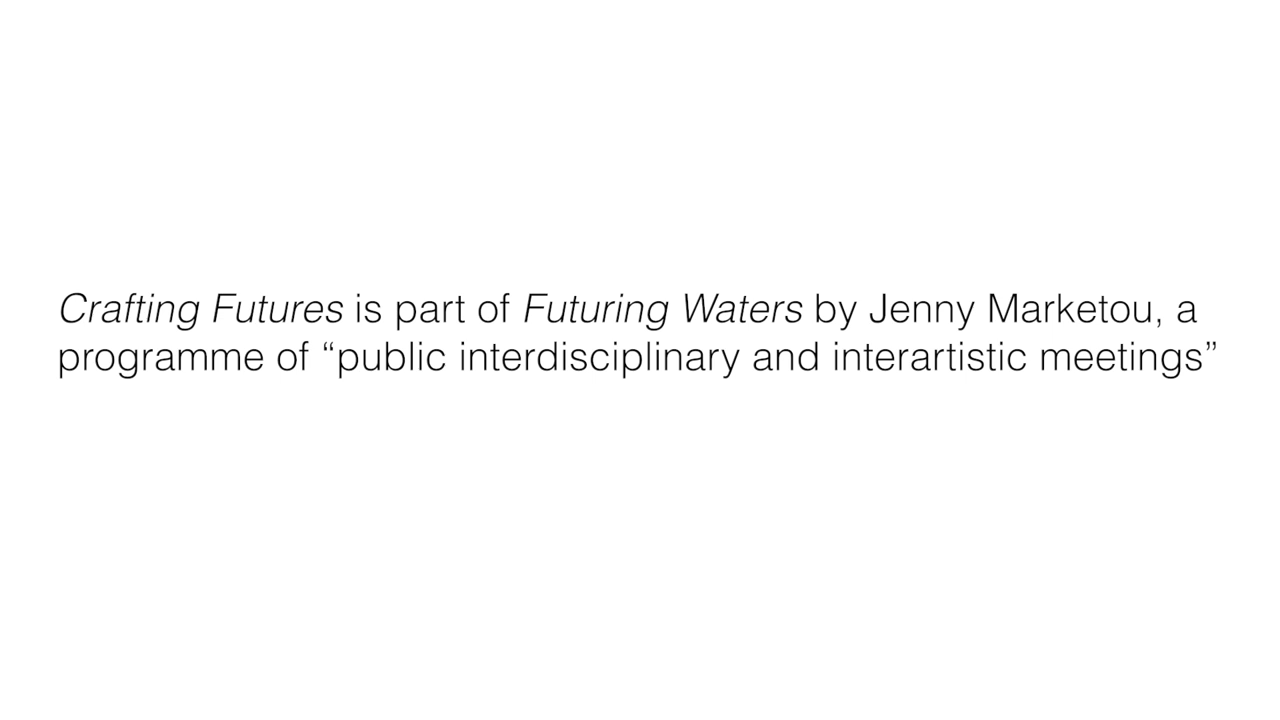 Crafting Futures is part of Futuring Waters by Jenny Marketou, a
programme of “public interdisciplinary and interartistic meetings”